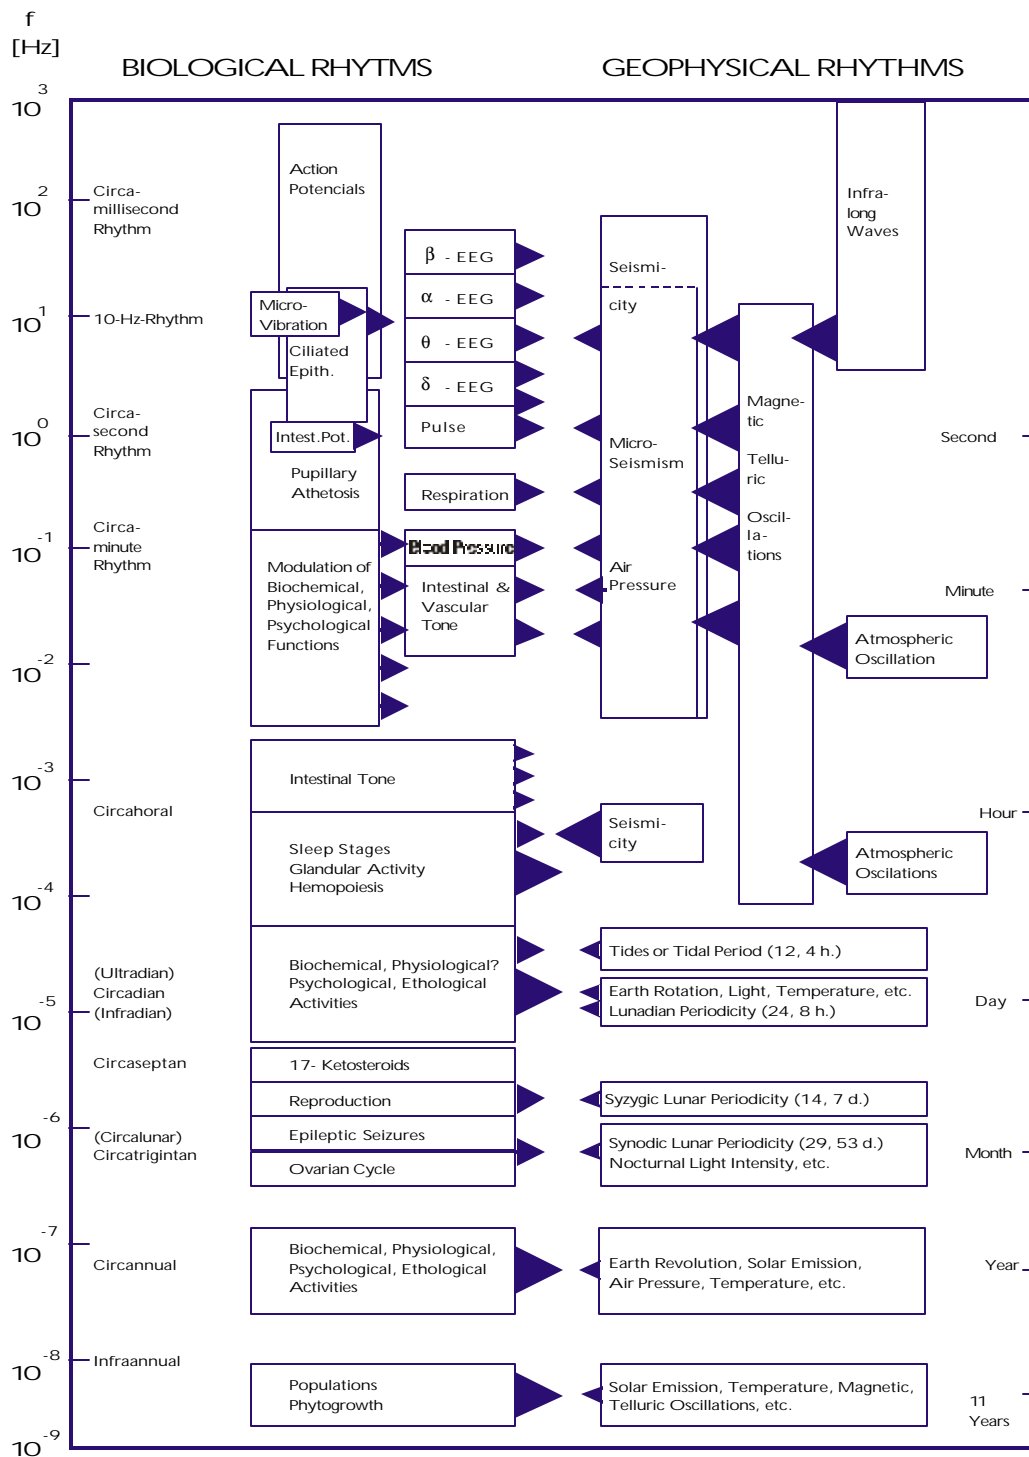 f
[Hz]
BIOLOGICAL RHYTMS
GEOPHYSICAL RHYTHMS
10 3
10 2
10 1
10 0
10 -1
10 -2
10 -3
10 -4
10 -5
10 -6
10 -7
10 -8
10 -9
Circa-
millisecond
Rhythm
10-Hz-Rhythm
Circa-
second
Rhythm
Circa-
minute
Rhythm
Circahoral
(Ultradian)
Circadian
(Infradian)
Circaseptan
(Circalunar)
Circatrigintan
Circannual
Infraannual
Action
Potencials
Micro-
Vibration
Ciliated
Epith.
Intest.Pot.
Pupillary
Athetosis
Modulation of
Biochemical,
Physiological,
Psychological
Functions
β - EEG
α - EEG
θ - EEG
δ - EEG
Pulse
Respiration
Blood Pressure
Intestinal &
Vascular
Tone
Intestinal Tone
Sleep Stages
Glandular Activity
Hemopoiesis
Biochemical, Physiological?
Psychological, Ethological
Activities
17- Ketosteroids
Reproduction
Epileptic Seizures
Ovarian Cycle
Biochemical, Physiological,
Psychological, Ethological
Activities
Populations
Phytogrowth
Seismi-
city
Micro-
Seismism
Air
Pressure
Magne-
tic
Tellu-
ric
Oscil-
la-
tions
Infra-
long
Waves
Atmospheric
Oscillation
Seismi-
city
Atmospheric
Oscilations
Tides or Tidal Period (12, 4 h.)
Earth Rotation, Light, Temperature, etc.
Lunadian Periodicity (24, 8 h.)
Syzygic Lunar Periodicity (14, 7 d.)
Synodic Lunar Periodicity (29, 53 d.)
Nocturnal Light Intensity, etc.
Earth Revolution, Solar Emission,
Air Pressure, Temperature, etc.
Solar Emission, Temperature, Magnetic,
Telluric Oscillations, etc.
Second
Minute
Hour
Day
Month
Year
11
Years